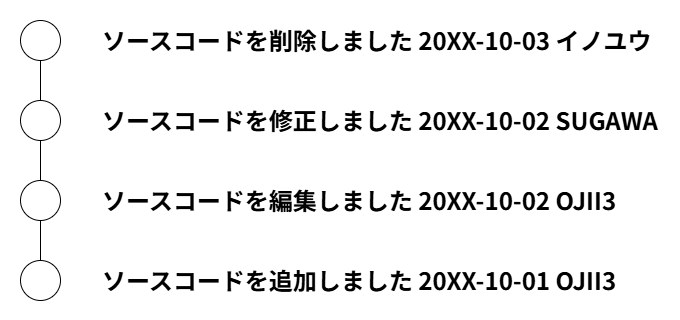 ソースコードを削除しました 20XX-10-03 イノユウ
ソースコードを修正しました 20XX-10-02 SUGAWA
ソースコードを編集しました 20XX-10-02 OJII3
ソースコードを追加しました 20XX-10-01 OJII3